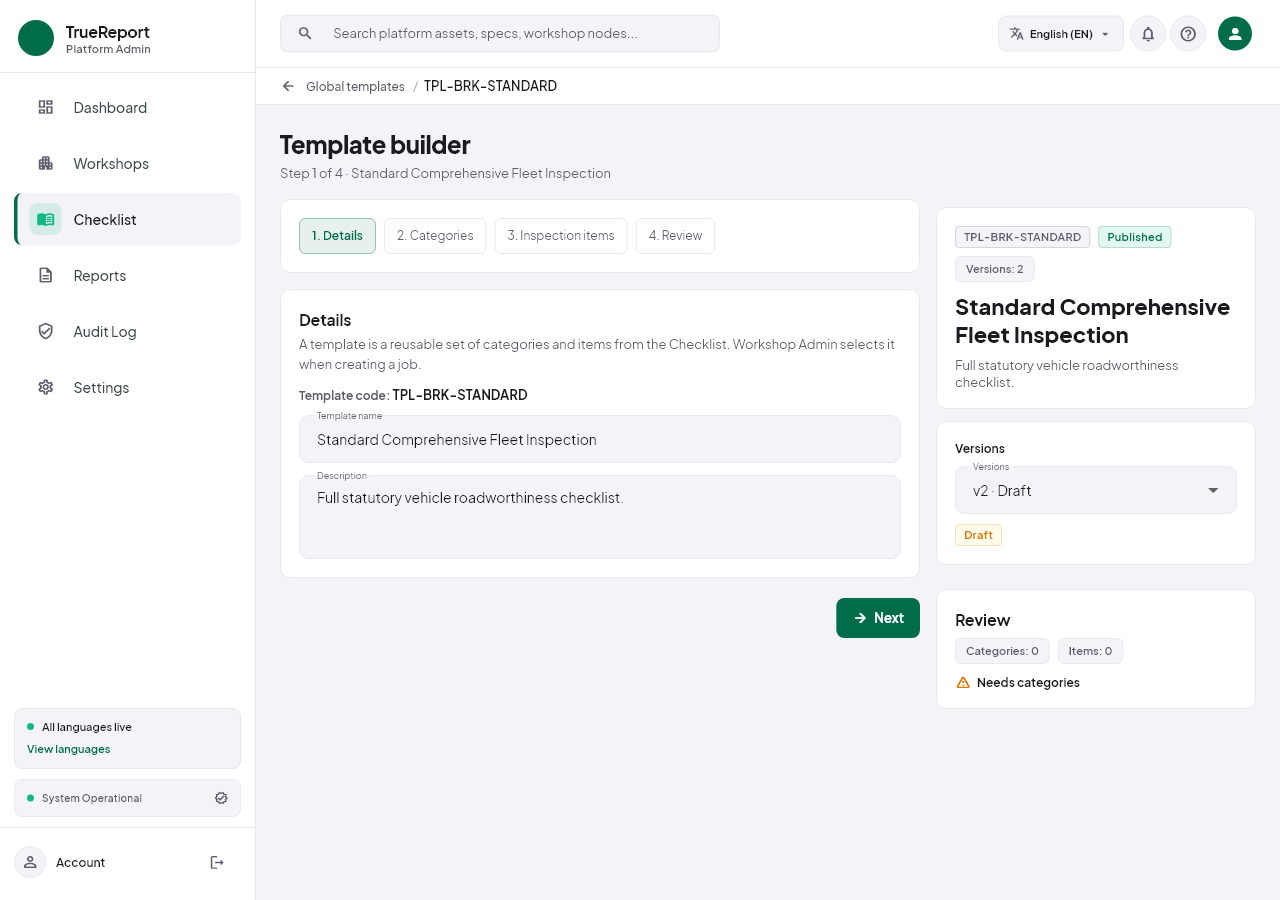 TrueReport
Platform Admin
Dashboard
Workshops
Checklist
Reports
Audit Log
Settings
All languages live
View languages
System Operational
Account
Search platform assets, specs, workshop nodes...
English (EN)
Global templates / TPL-BRK-STANDARD
Template builder
Step 1 of 4 · Standard Comprehensive Fleet Inspection
1. Details
2. Categories
3. Inspection items
4. Review
Details
A template is a reusable set of categories and items from the Checklist. Workshop Admin selects it
when creating a job.
Template code: TPL-BRK-STANDARD
Template name
Standard Comprehensive Fleet Inspection
Description
Full statutory vehicle roadworthiness checklist.
Next
TPL-BRK-STANDARD
Published
Versions: 2
Standard Comprehensive
Fleet Inspection
Full statutory vehicle roadworthiness
checklist.
Versions
Versions
v2 · Draft
Draft
Review
Categories: 0
Items: 0
Needs categories